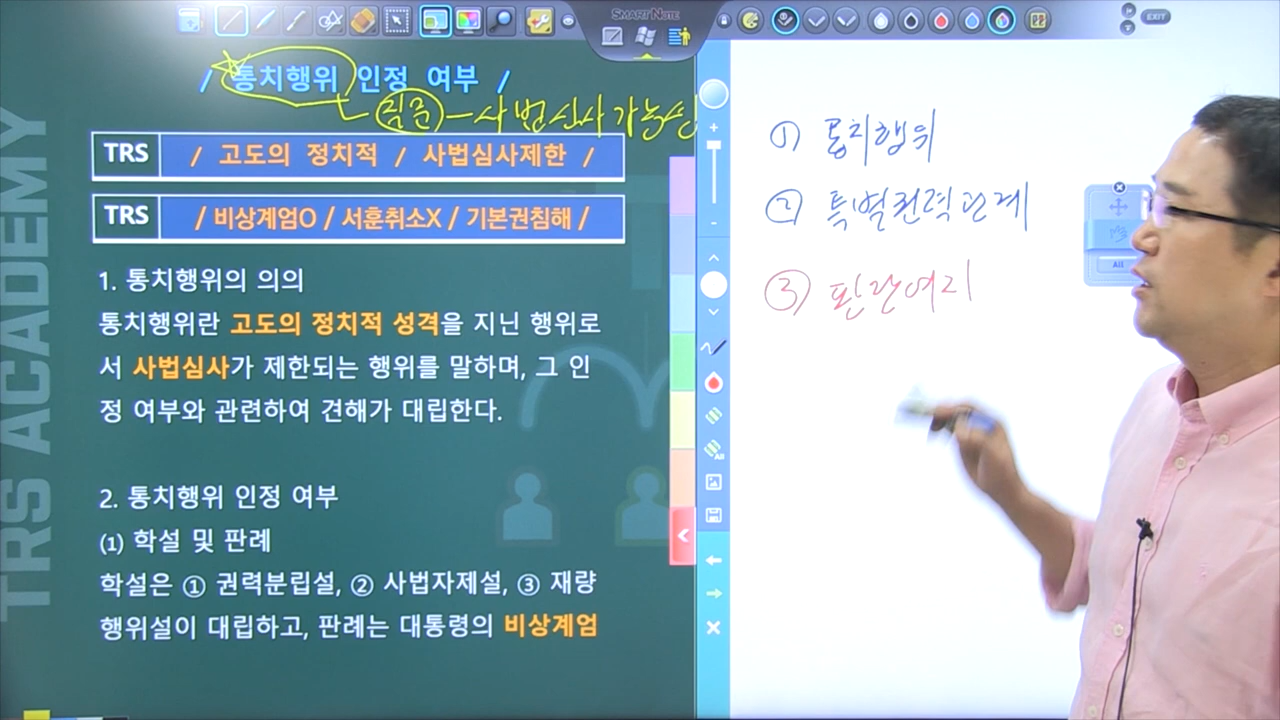 SMARTNOTE
EXIT
/ 통치행위 인정 여부 /
집중 - 사법심사 가능성
TRS / 고도의 정치적 / 사법심사제한 /
TRS / 비상계엄O / 서훈취소X / 기본권침해 /
1. 통치행위의 의의
통치행위란 고도의 정치적 성격을 지닌 행위로
서 사법심사가 제한되는 행위를 말하며, 그 인
정 여부와 관련하여 견해가 대립한다.
2. 통치행위 인정 여부
(1) 학설 및 판례
학설은 ① 권력분립설, ② 사법자제설, ③ 재량
행위설이 대립하고, 판례는 대통령의 비상계엄
TRS ACADEMY
① 통치행위
② 특별권력관계
③ 판단여지
All
All